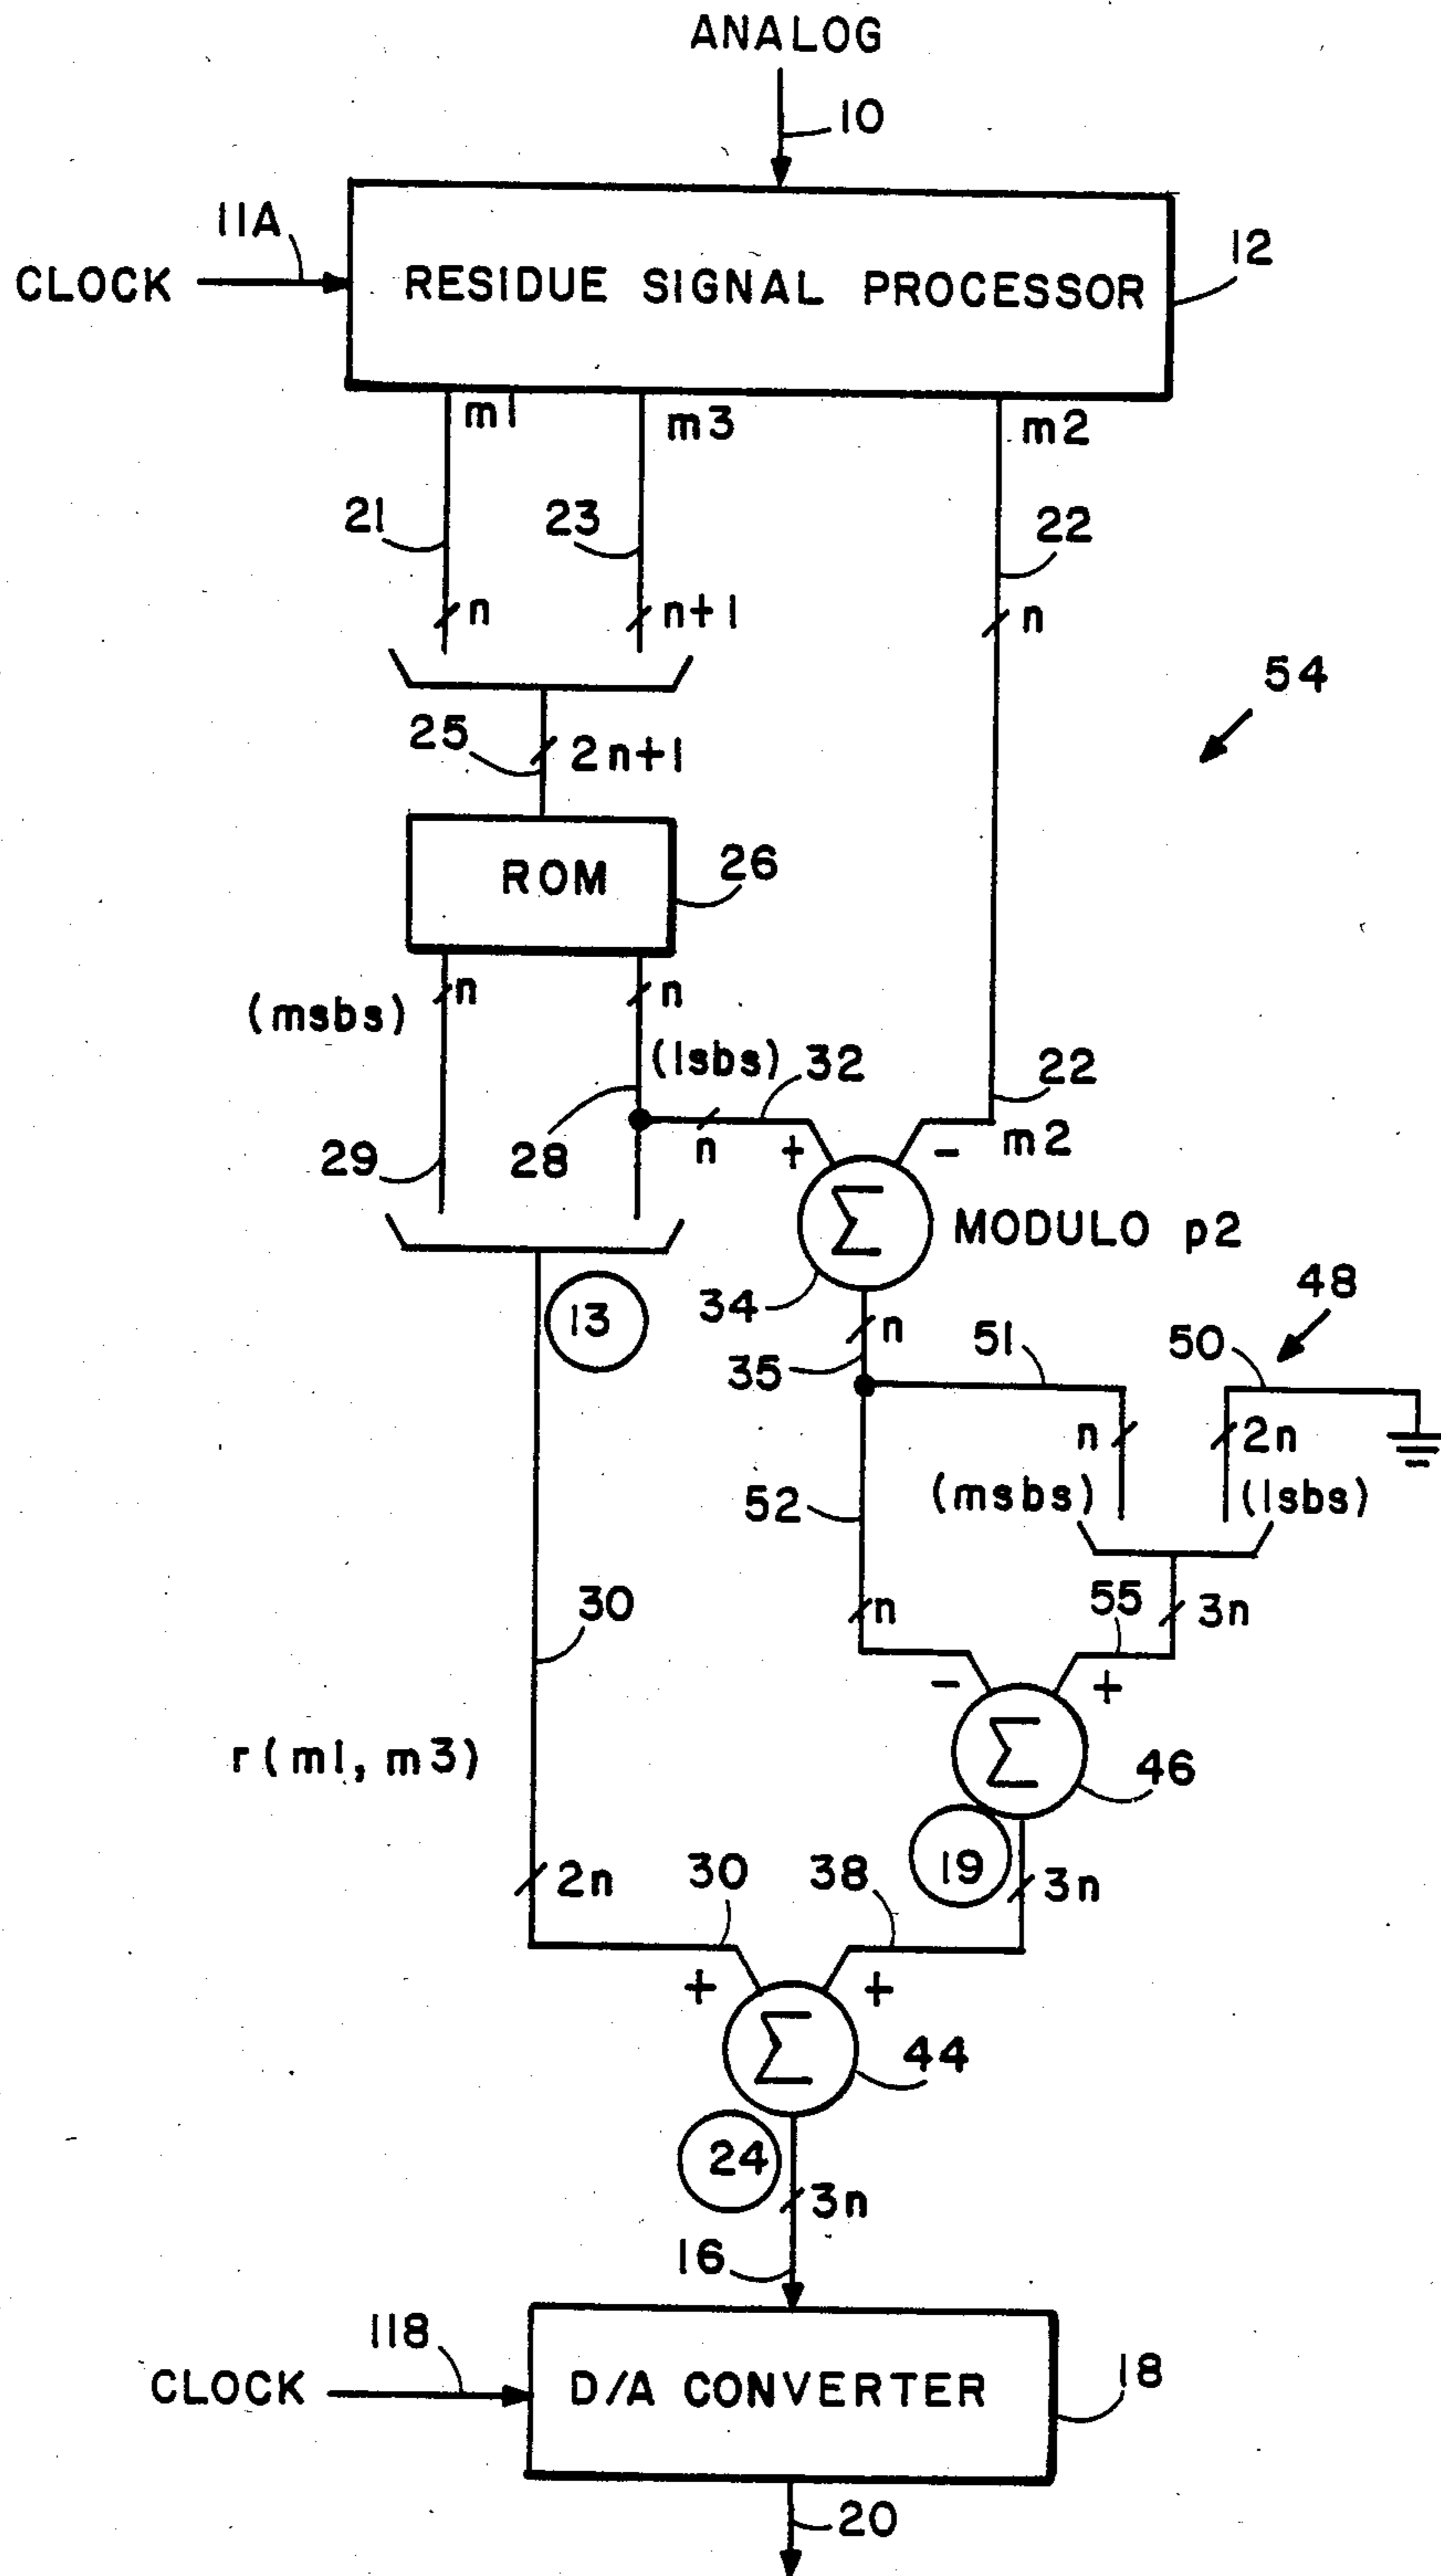 ANALOG
10
11A
CLOCK
RESIDUE SIGNAL PROCESSOR
12
m1
m3
m2
21
23
22
n
n+1
n
54
25
2n+1
ROM
26
(msbs)
n
n
(lsbs)
32
22
29
28
n
+
-
m2
Σ
MODULO p2
13
34
n
48
35
51
50
n
2n
52
(msbs)
(lsbs)
30
n
55
3n
-
+
Σ
r(m1, m3)
46
19
2n
30
38
3n
+
+
Σ
44
24
3n
16
118
CLOCK
D/A CONVERTER
18
20